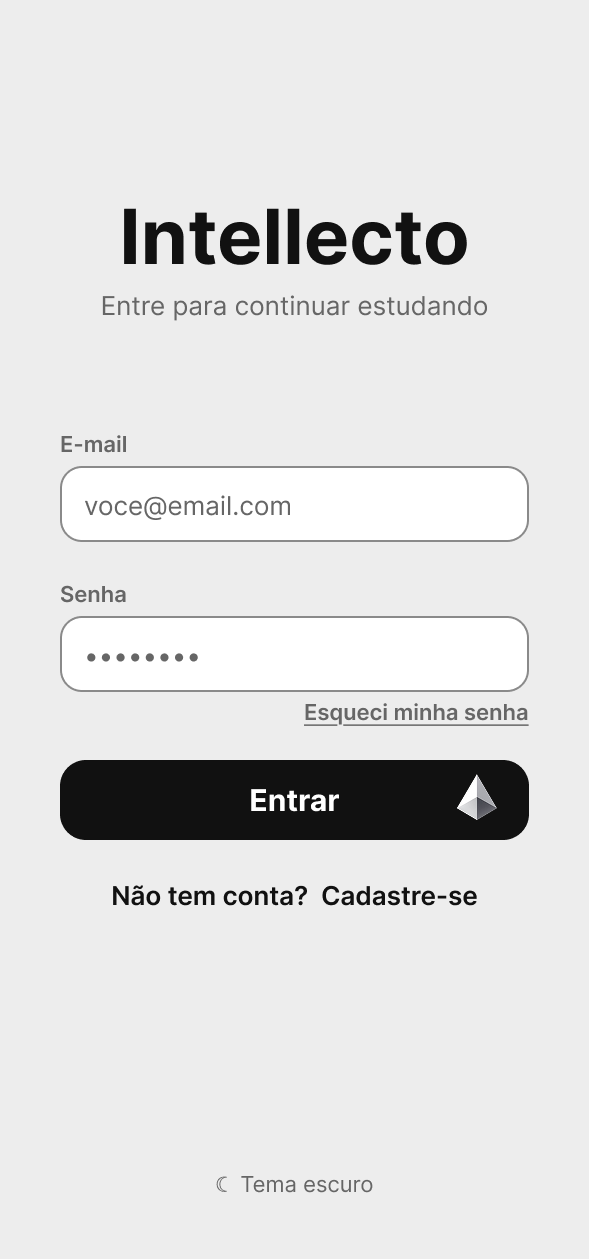 Intellecto
Entre para continuar estudando
E-mail
voce@email.com
Senha
••••••••
Esqueci minha senha
Entrar
Não tem conta? Cadastre-se
☾ Tema escuro